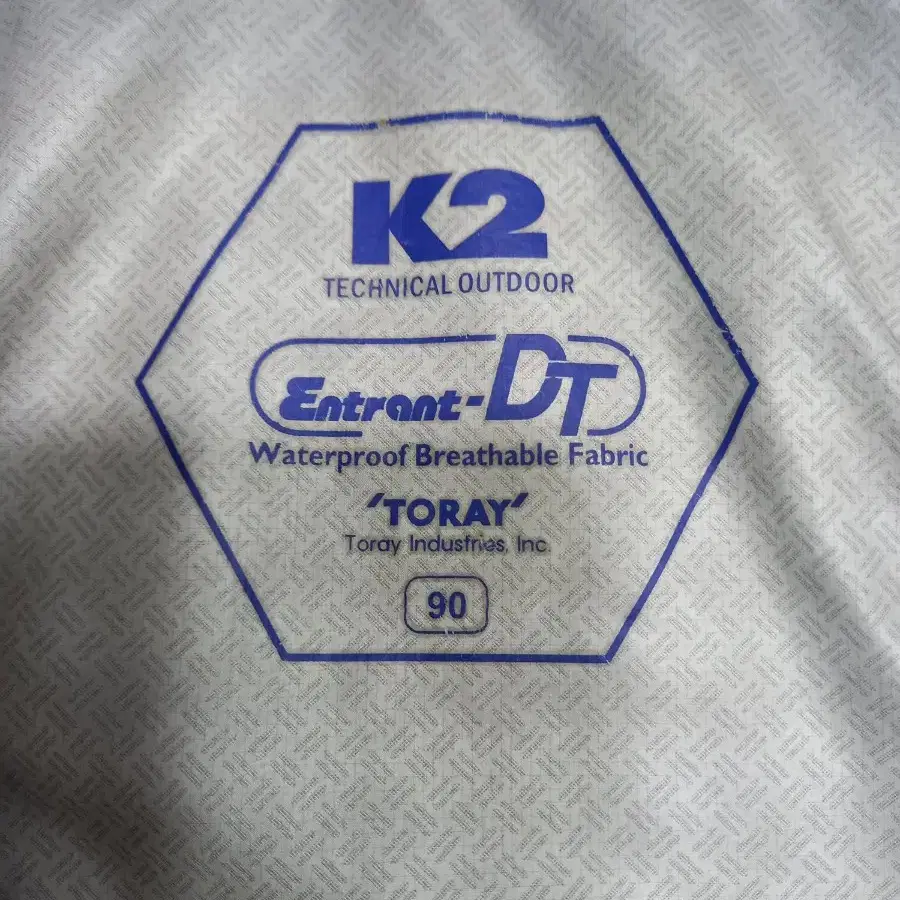 K2
TECHNICAL OUTDOOR
Entrant-DT
Waterproof Breathable Fabric
'TORAY'
Toray Industries, Inc.
90